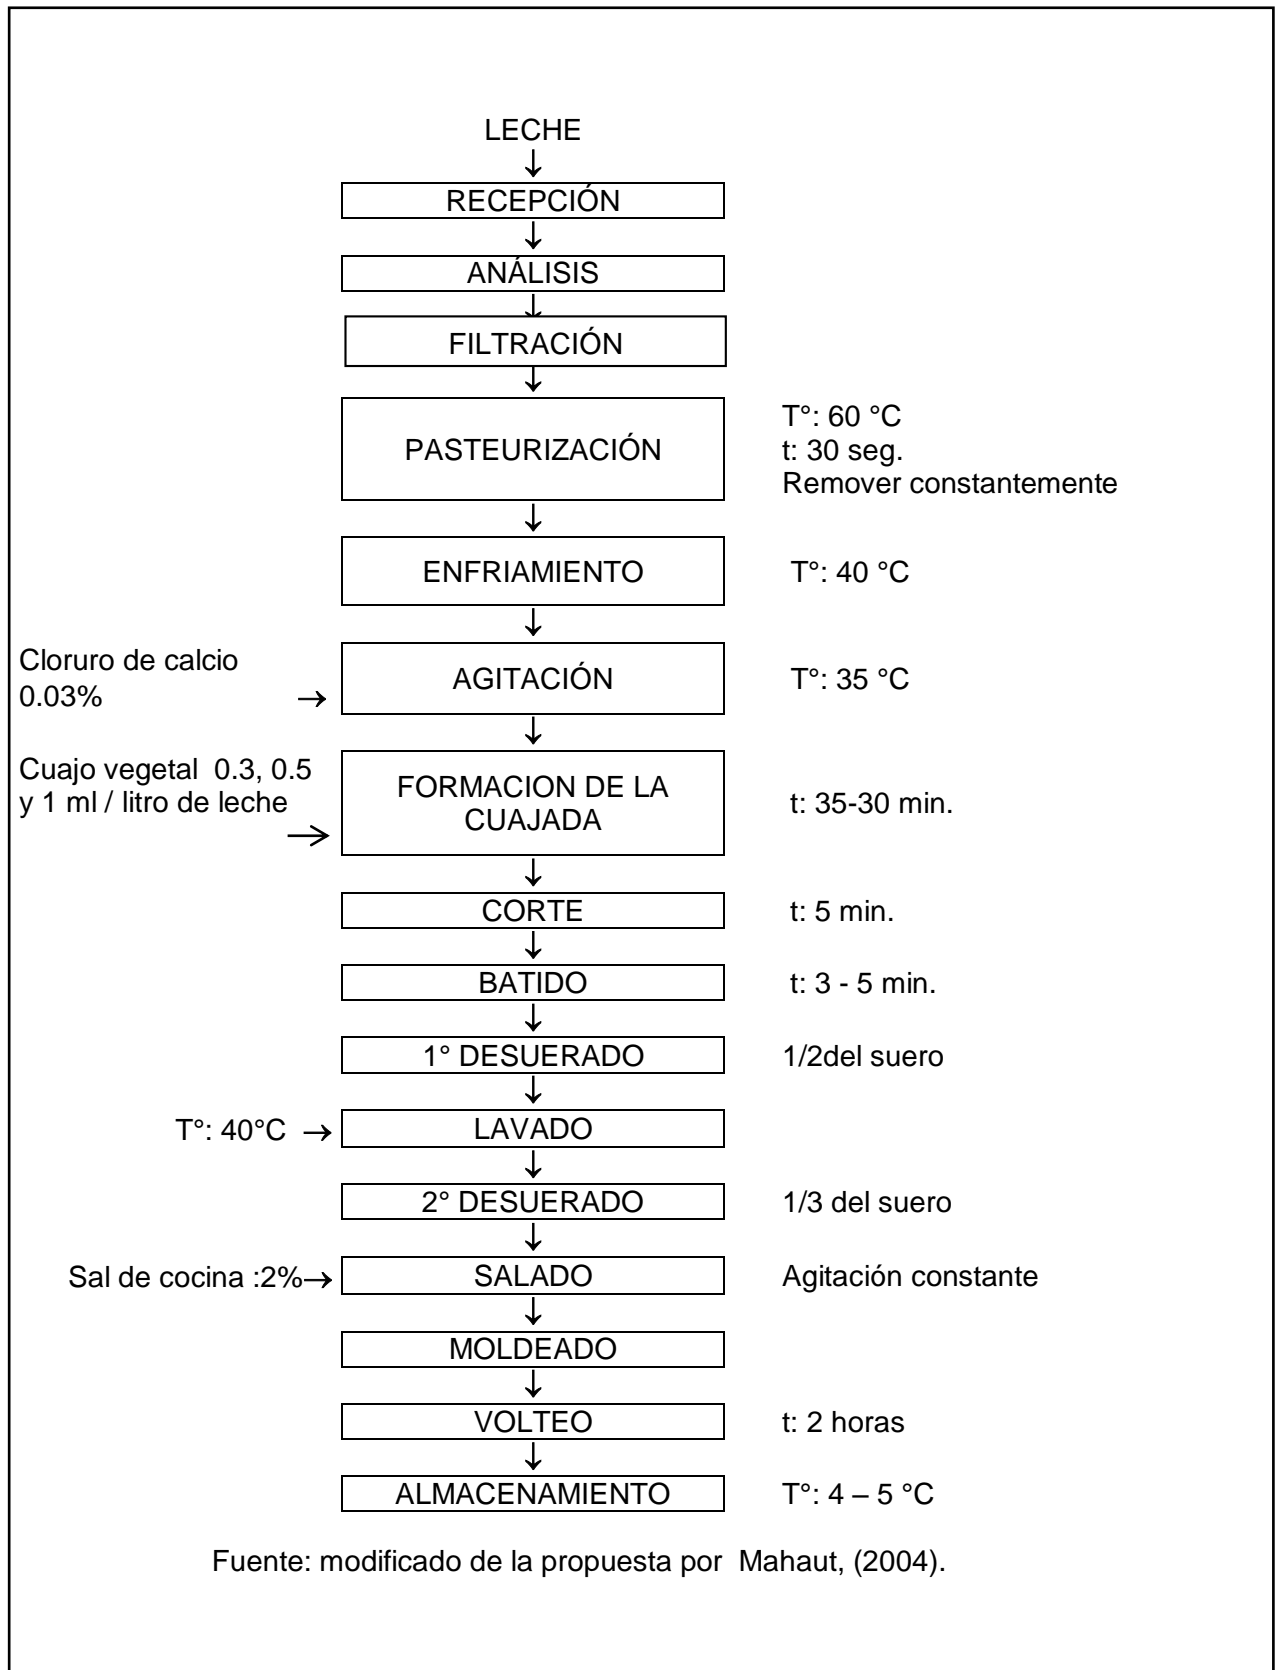 LECHE
RECEPCIÓN
ANÁLISIS
FILTRACIÓN
PASTEURIZACIÓN
T°: 60 °C
t: 30 seg.
Remover constantemente
ENFRIAMIENTO
T°: 40 °C
Cloruro de calcio
0.03% →
AGITACIÓN
T°: 35 °C
Cuajo vegetal 0.3, 0.5
y 1 ml / litro de leche
FORMACION DE LA
CUAJADA
t: 35-30 min.
CORTE
t: 5 min.
BATIDO
t: 3 - 5 min.
1° DESUERADO
1/2del suero
T°: 40°C →
LAVADO
2° DESUERADO
1/3 del suero
Sal de cocina :2%→
SALADO
Agitación constante
MOLDEADO
VOLTEO
t: 2 horas
ALMACENAMIENTO
T°: 4 – 5 °C
Fuente: modificado de la propuesta por Mahaut, (2004).